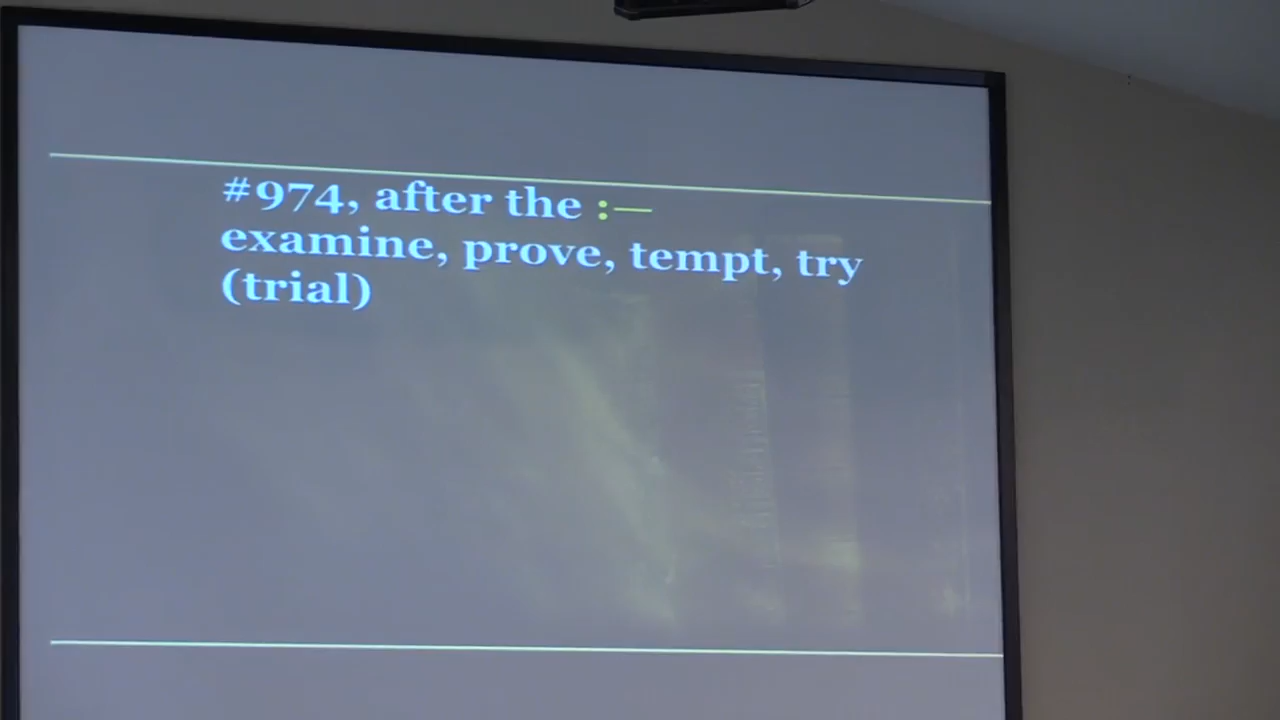 #974, after the :—
examine, prove, tempt, try
(trial)